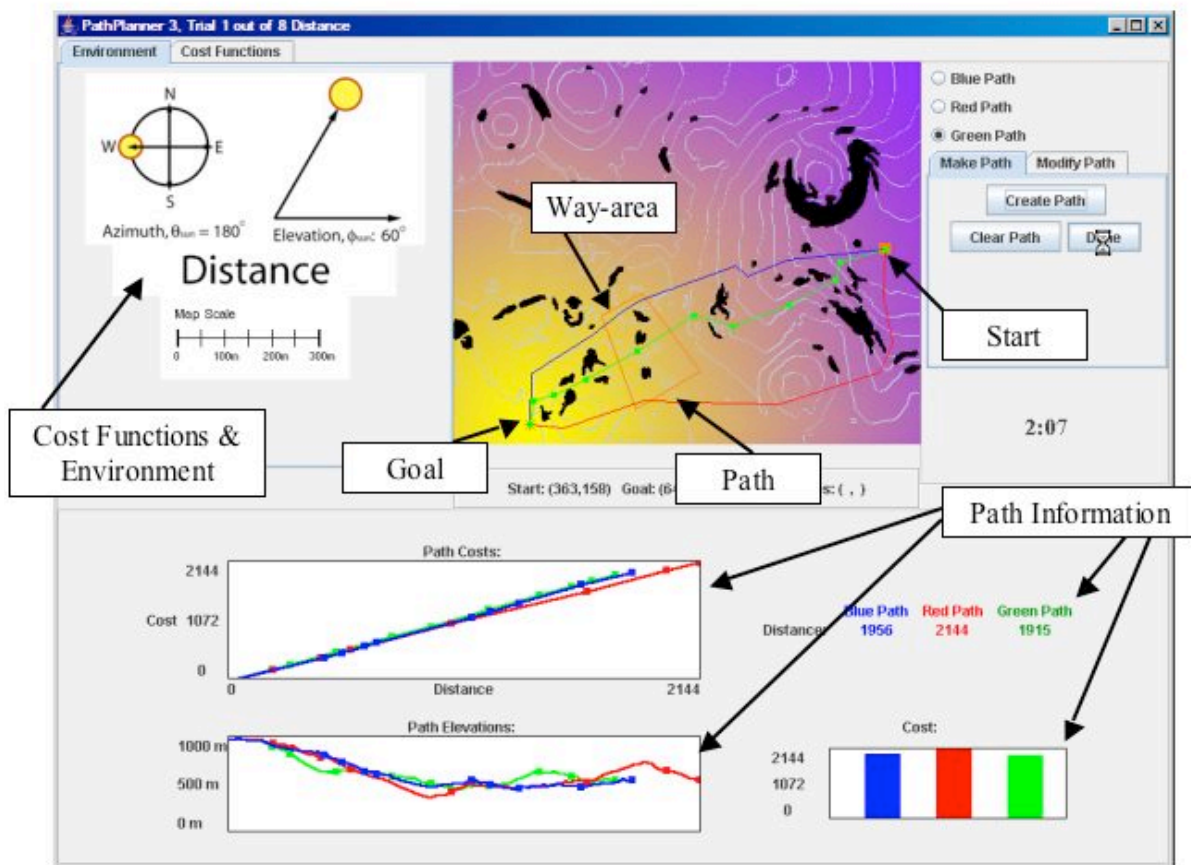 PathPlanner 3, Trial 1 out of 8 Distance
Environment
Cost Functions
N
W
E
S
Azimuth, θsun = 180°
Elevation, ϕsun: 60°
Distance
Map Scale
0 100m 200m 300m
Way-area
Blue Path
Red Path
Green Path
Make Path
Modify Path
Create Path
Clear Path
Start
2:07
Cost Functions &
Environment
Goal
Path
Start: (363,158) Goal: (64
( , )
Path Information
Path Costs:
2144
Cost 1072
0
0 Distance 2144
Blue Path Red Path Green Path
Distance: 1956 2144 1915
Path Elevations:
1000 m
500 m
0 m
Cost:
2144
1072
0